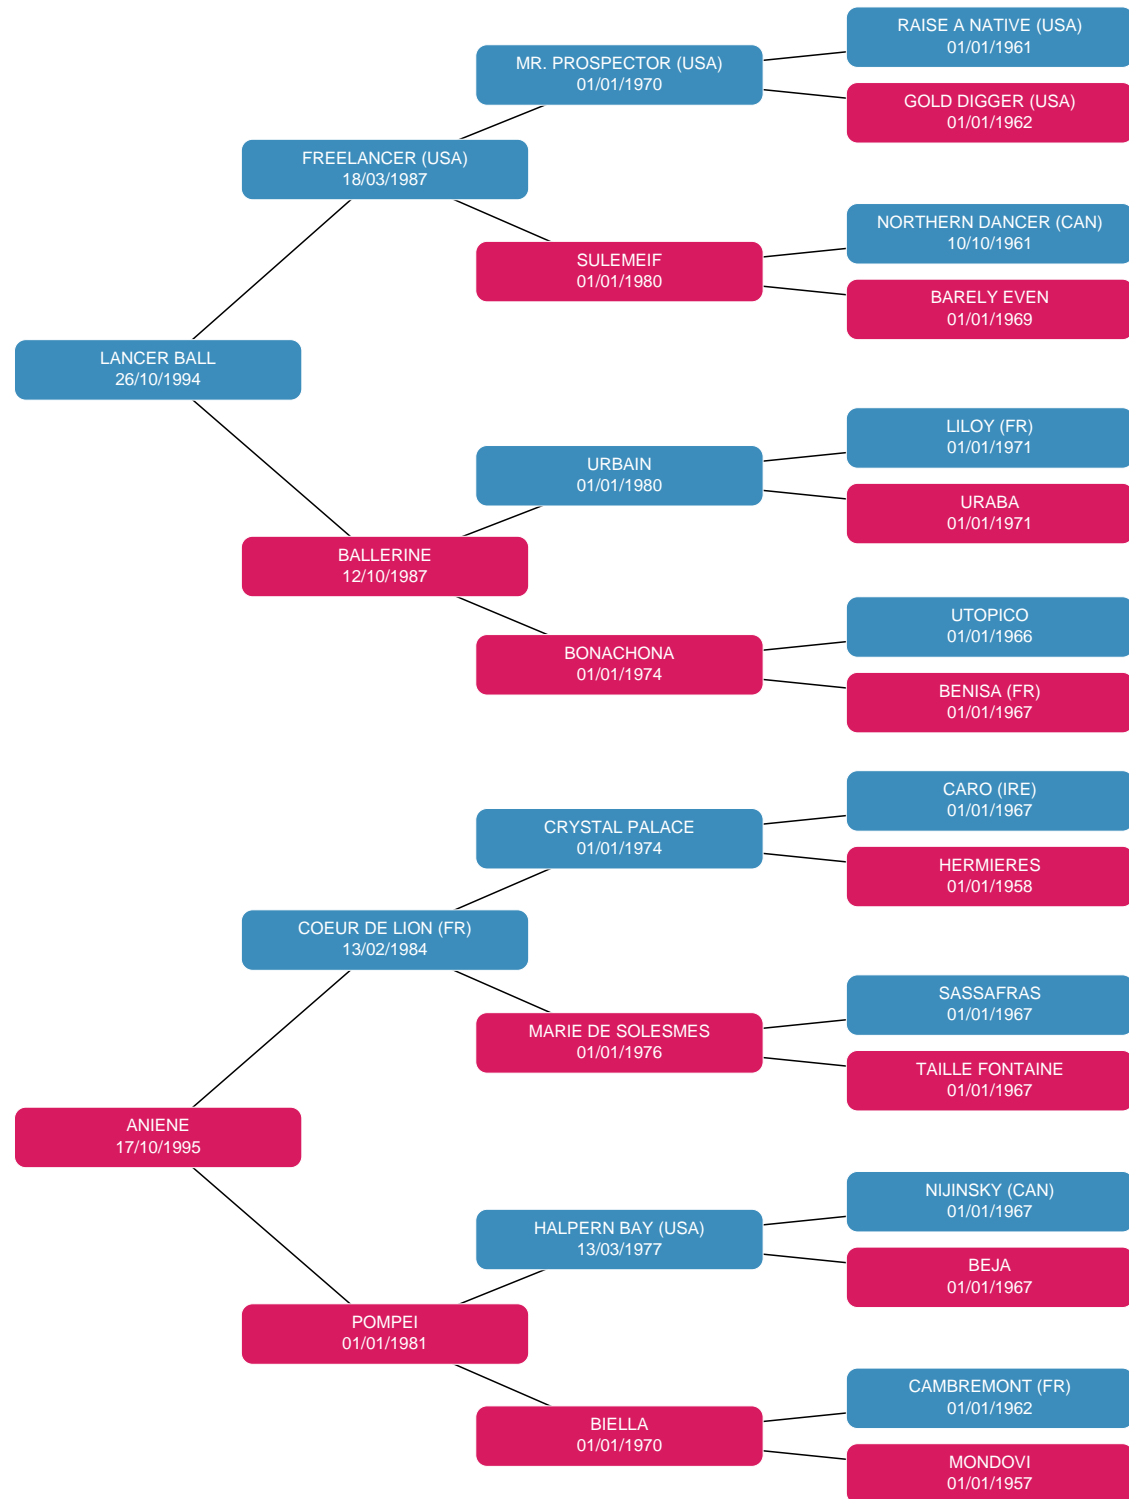 RAISE A NATIVE (USA)
01/01/1961
MR. PROSPECTOR (USA)
01/01/1970
GOLD DIGGER (USA)
01/01/1962
FREELANCER (USA)
18/03/1987
NORTHERN DANCER (CAN)
10/10/1961
SULEMEIF
01/01/1980
BARELY EVEN
01/01/1969
LANCER BALL
26/10/1994
LILOY (FR)
01/01/1971
URBAIN
01/01/1980
URABA
01/01/1971
BALLERINE
12/10/1987
UTOPICO
01/01/1966
BONACHONA
01/01/1974
BENISA (FR)
01/01/1967
CARO (IRE)
01/01/1967
CRYSTAL PALACE
01/01/1974
HERMIERES
01/01/1958
COEUR DE LION (FR)
13/02/1984
SASSAFRAS
01/01/1967
MARIE DE SOLESMES
01/01/1976
TAILLE FONTAINE
01/01/1967
ANIENE
17/10/1995
NIJINSKY (CAN)
01/01/1967
HALPERN BAY (USA)
13/03/1977
BEJA
01/01/1967
POMPEI
01/01/1981
CAMBREMONT (FR)
01/01/1962
BIELLA
01/01/1970
MONDOVI
01/01/1957